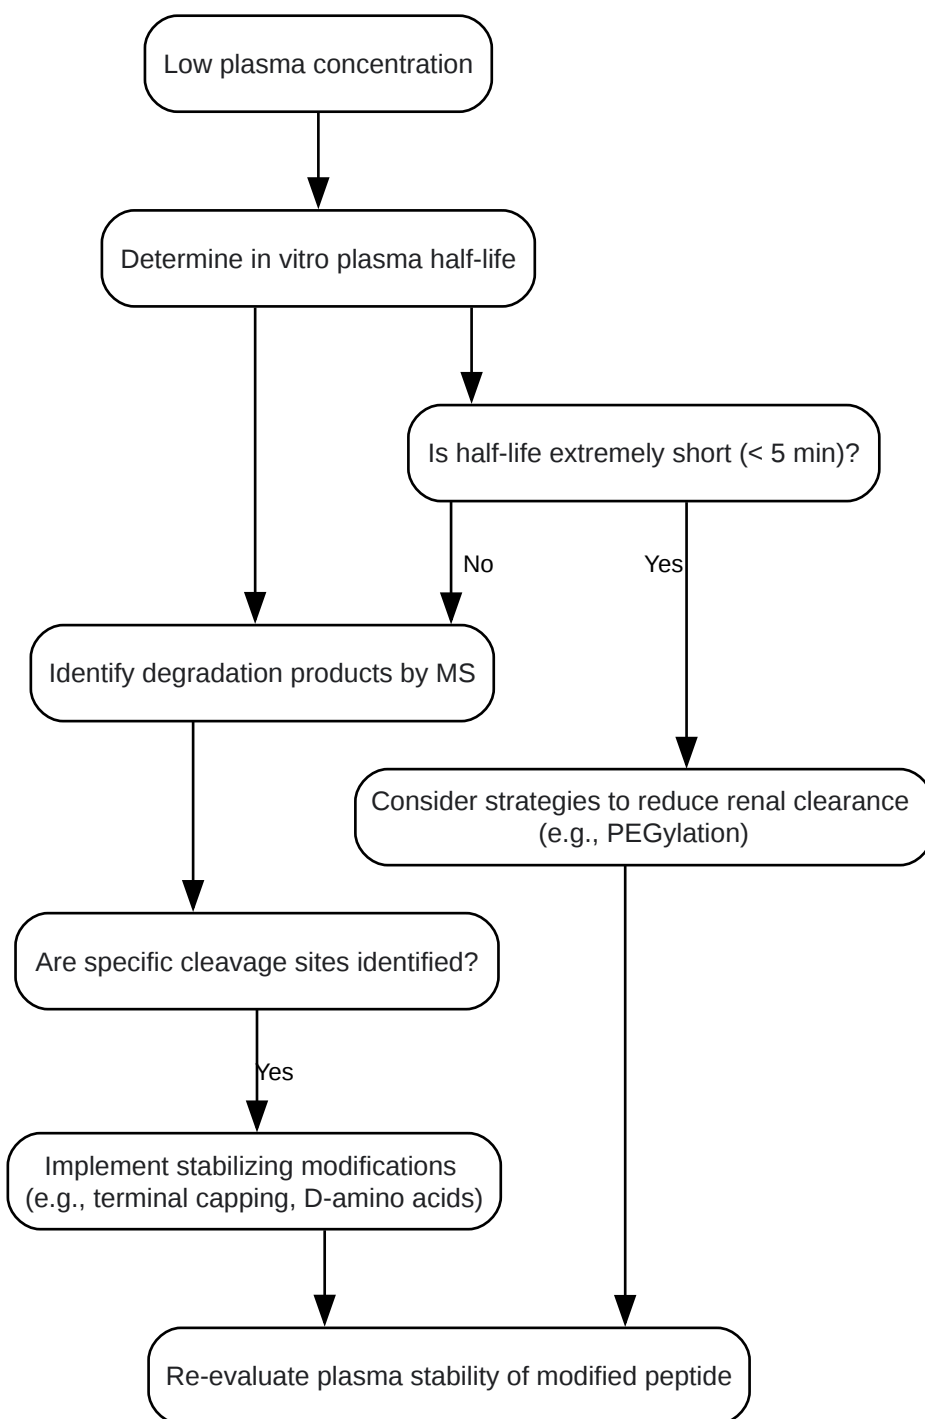 Low plasma concentration
Determine in vitro plasma half-life
Is half-life extremely short (< 5 min)?
No
Yes
Identify degradation products by MS
Consider strategies to reduce renal clearance
(e.g., PEGylation)
Are specific cleavage sites identified?
Yes
Implement stabilizing modifications
(e.g., terminal capping, D-amino acids)
Re-evaluate plasma stability of modified peptide